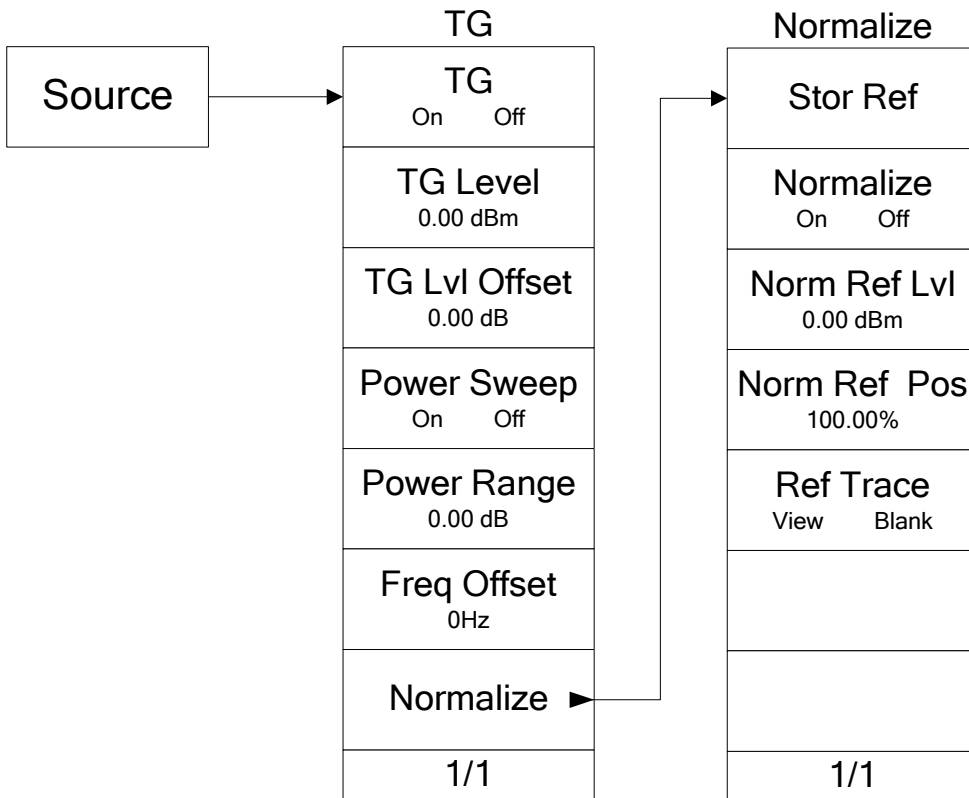 Source
TG
TG
On Off
TG Level
0.00 dBm
TG Lvl Offset
0.00 dB
Power Sweep
On Off
Power Range
0.00 dB
Freq Offset
0Hz
Normalize
1/1
Normalize
Stor Ref
Normalize
On Off
Norm Ref Lvl
0.00 dBm
Norm Ref Pos
100.00%
Ref Trace
View Blank
1/1